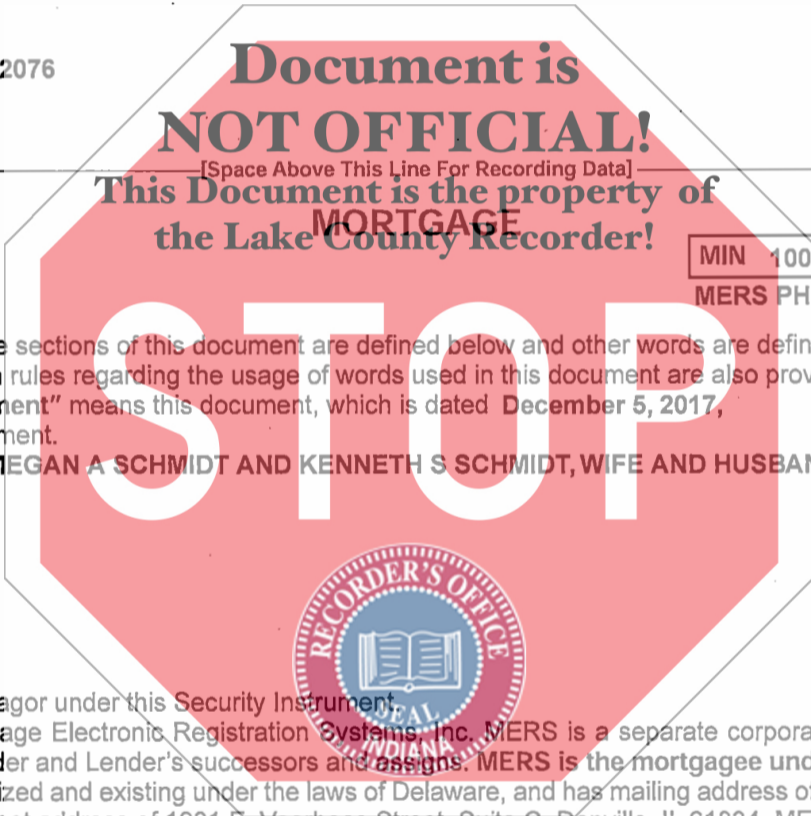 2076
Document is
NOT OFFICIAL!
[Space Above This Line For Recording Data]
This Document is the property of
MORTGAGE
the Lake County Recorder!
MIN 100
MERS PH
e sections of this document are defined below and other words are defin
rules regarding the usage of words used in this document are also prov
ment” means this document, which is dated December 5, 2017,
ment.
EGAN A SCHMIDT AND KENNETH S SCHMIDT, WIFE AND HUSBAN
STOP
RECORDER'S OFFICE
SEAL
INDIANA
agor under this Security Instrument.
age Electronic Registration Systems, Inc. MERS is a separate corpora
der and Lender's successors and assigns. MERS is the mortgagee und
ized and existing under the laws of Delaware, and has mailing address of